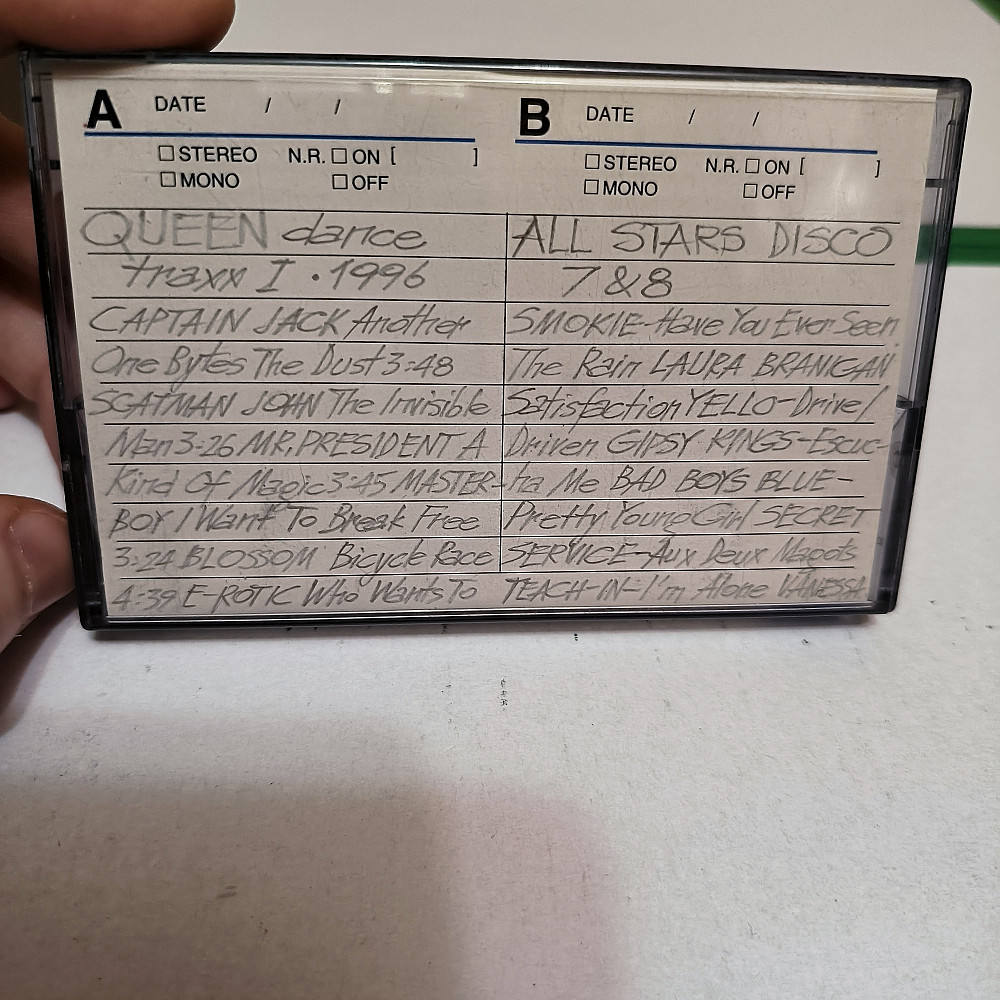 A DATE / /
STEREO N.R. ON [ ]
MONO OFF
QUEEN dance
traxx I · 1996
CAPTAIN JACK Another
One Bytes The Dust 3:48
SCATMAN JOHN The Invisible
Man 3:26 MR. PRESIDENT A
Kind Of Magic 3:45 MASTER-
BOY I Want To Break Free
3:24 BLOSSOM Bicycle Race
4:39 E-ROTIC Who Wants To
B DATE / /
STEREO N.R. ON [ ]
MONO OFF
ALL STARS DISCO
7 & 8
SMOKIE-Have You Ever Seen
The Rain LAURA BRANIGAN
Satisfaction YELLO-Drive/
Driven GIPSY KINGS-Escuc-
ha Me BAD BOYS BLUE-
Pretty Young Girl SECRET
SERVICE-Aux Deux Magots
TEACH-IN-I'm Alone VANESSA